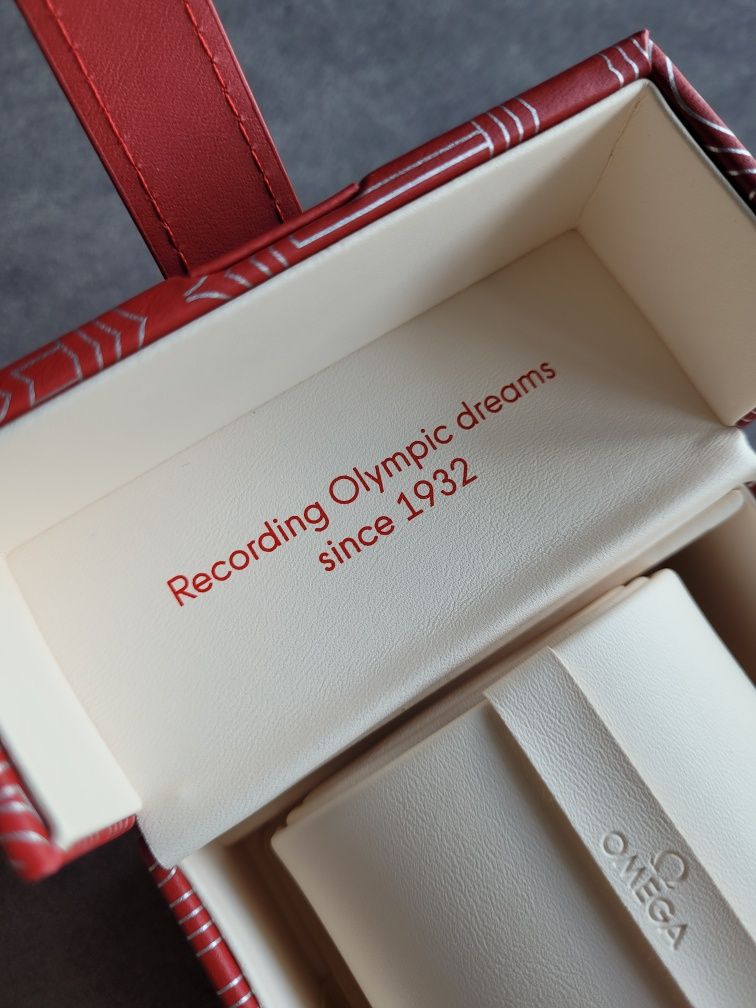 Recording Olympic dreams
since 1932
Ω
OMEGA